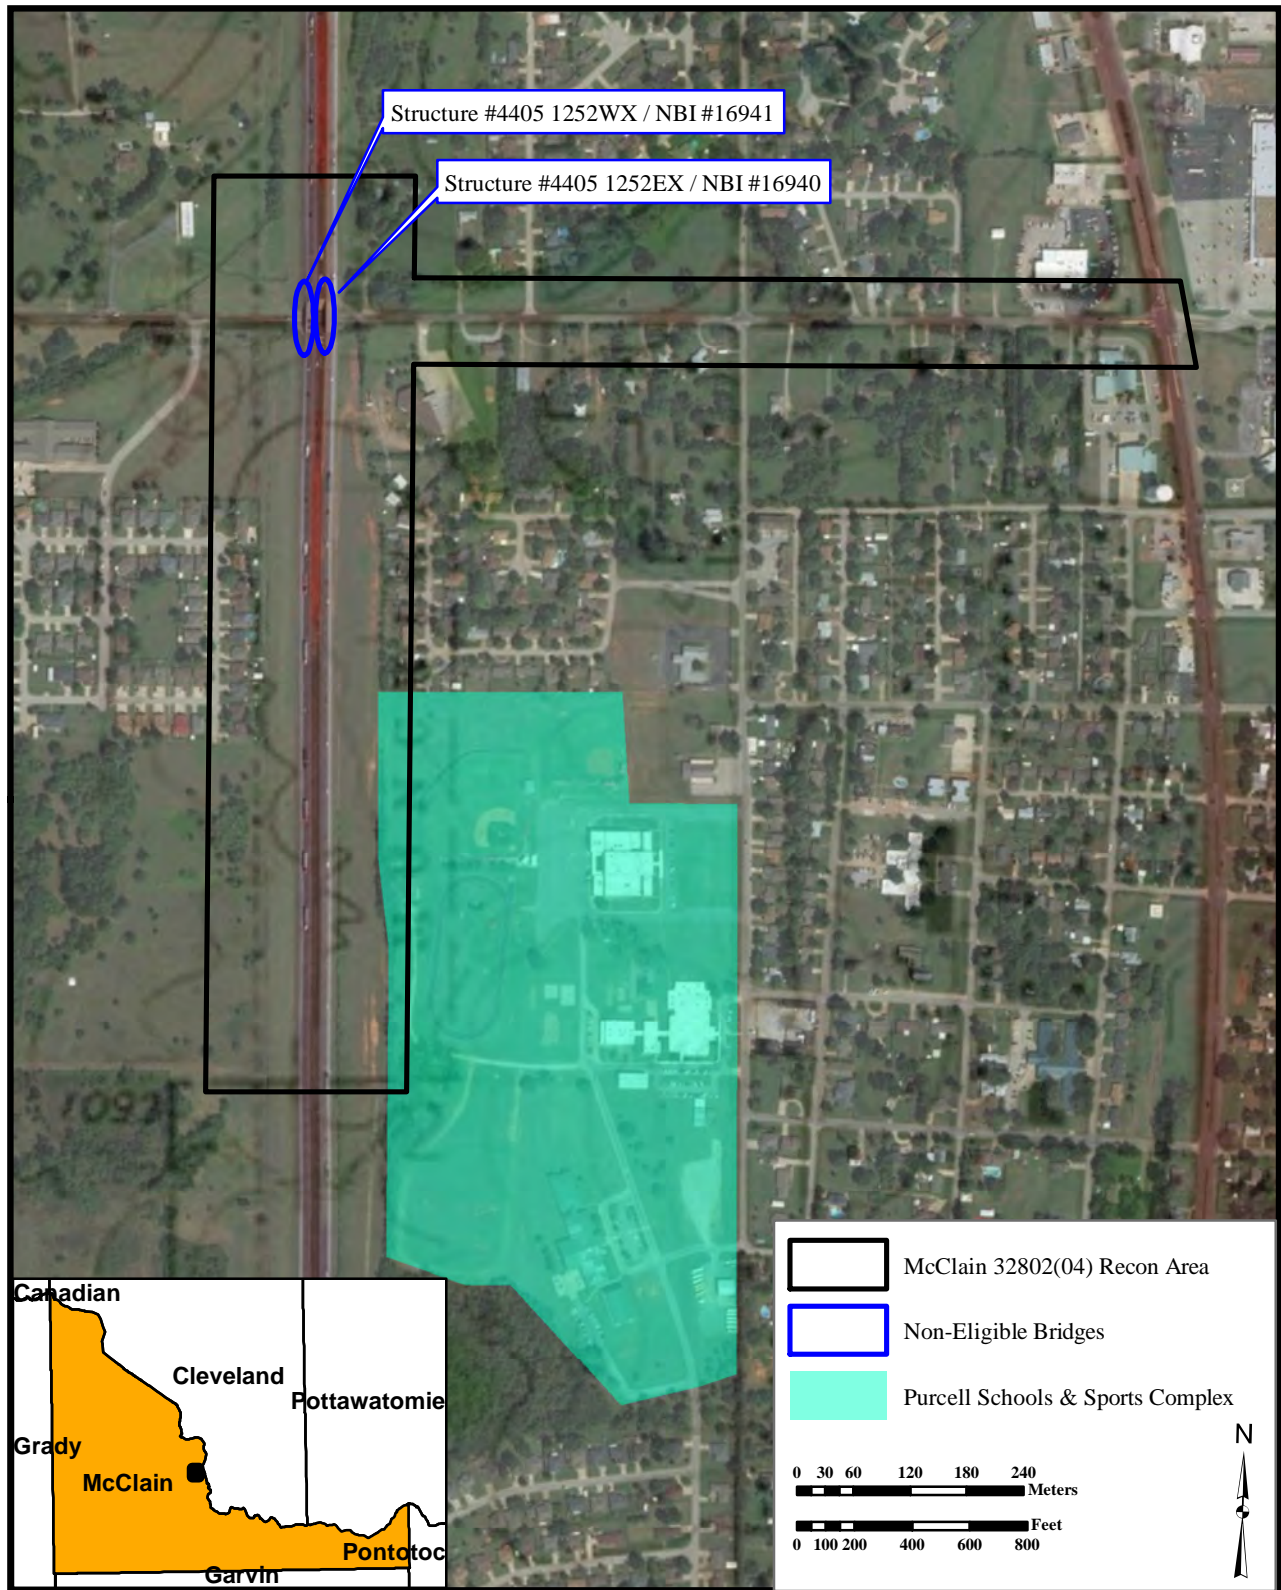 Structure #4405 1252WX / NBI #16941
Structure #4405 1252EX / NBI #16940
McClain 32802(04) Recon Area
Non-Eligible Bridges
Purcell Schools & Sports Complex
N
0 30 60 120 180 240
Meters
Feet
0 100 200 400 600 800
Canadian
Cleveland
Pottawatomie
Grady
McClain
Pontotoc
Garvin